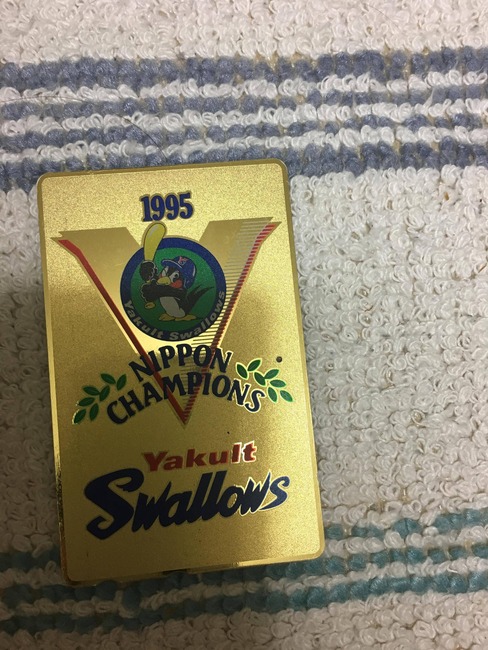 1995
Yakult Swallows
NIPPON
CHAMPIONS
Yakult
Swallows